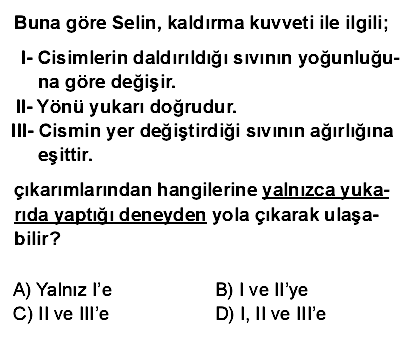 Buna göre Selin, kaldırma kuvveti ile ilgili;
I- Cisimlerin daldırıldığı sıvının yoğunluğu-
na göre değişir.
II- Yönü yukarı doğrudur.
III- Cismin yer değiştirdiği sıvının ağırlığına
eşittir.
çıkarımlarından hangilerine yalnızca yuka-
rıda yaptığı deneyden yola çıkarak ulaşa-
bilir?
A) Yalnız I'e B) I ve II'ye
C) II ve III'e D) I, II ve III'e